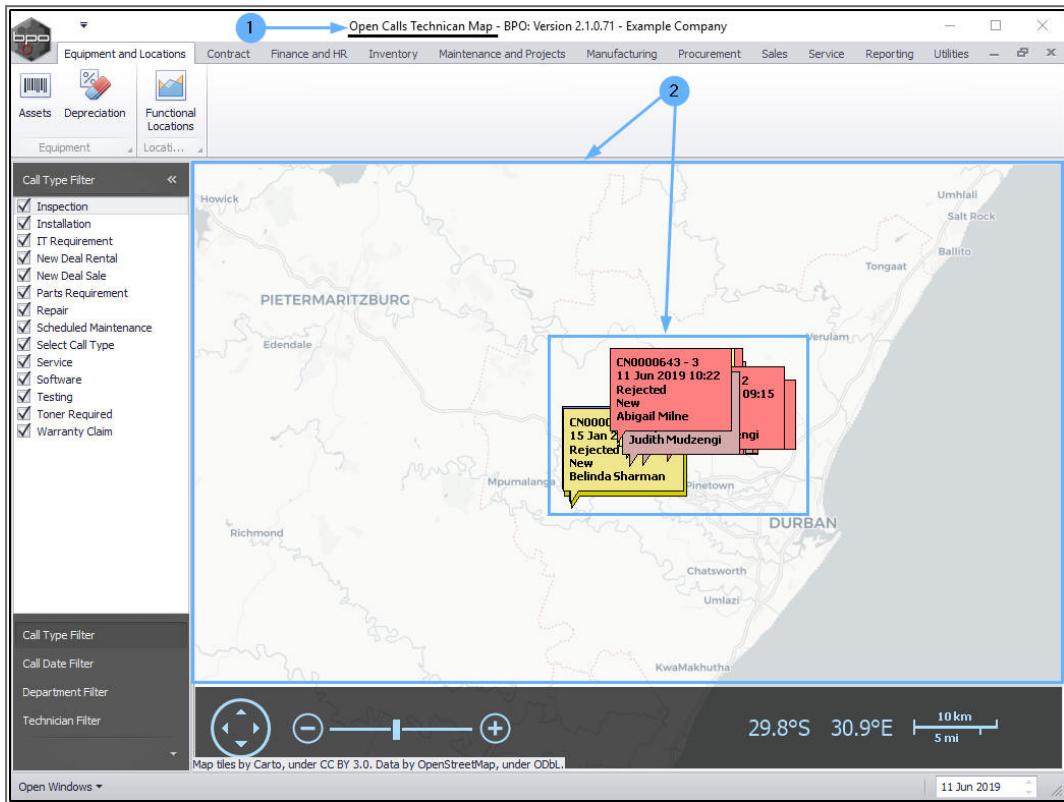 1
Open Calls Technican Map - BPO: Version 2.1.0.71 - Example Company
bpo
Equipment and Locations Contract Finance and HR Inventory Maintenance and Projects Manufacturing Procurement Sales Service Reporting Utilities
Assets Depreciation Functional
Locations
Equipment Locati...
2
Call Type Filter
Inspection
Installation
IT Requirement
New Deal Rental
New Deal Sale
Parts Requirement
Repair
Scheduled Maintenance
Select Call Type
Service
Software
Testing
Toner Required
Warranty Claim
Howick
Umhlali
Salt Rock
Ballito
Tongaat
PIETERMARITZBURG
Edendale
Verulam
CN0000643 - 3
11 Jun 2019 10:22
Rejected
New
Abigail Milne
2
09:15
Judith Mudzengi
CN0000
15 Jan 2
Rejected
New
Belinda Sharman
Mpumalanga
Pinetown
DURBAN
Richmond
Chatsworth
Umlazi
KwaMakhutha
Call Type Filter
Call Date Filter
Department Filter
Technician Filter
29.8°S 30.9°E 10 km
5 mi
Map tiles by Carto, under CC BY 3.0. Data by OpenStreetMap, under ODbL.
Open Windows
11 Jun 2019